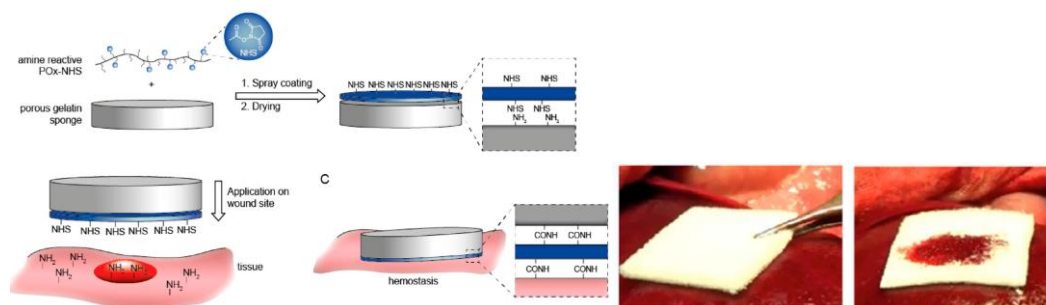 NHS
amine reactive
POx-NHS
+
porous gelatin
sponge
1. Spray coating
2. Drying
NHS NHS NHS NHS NHS NHS
NHS NHS
NHS NHS
NH2 NH2
Application on
wound site
NHS NHS NHS NHS NHS NHS
NH2 NH2 NH2 NH2 NH2 NH2 NH2
tissue
C
hemostasis
CONH CONH
CONH CONH